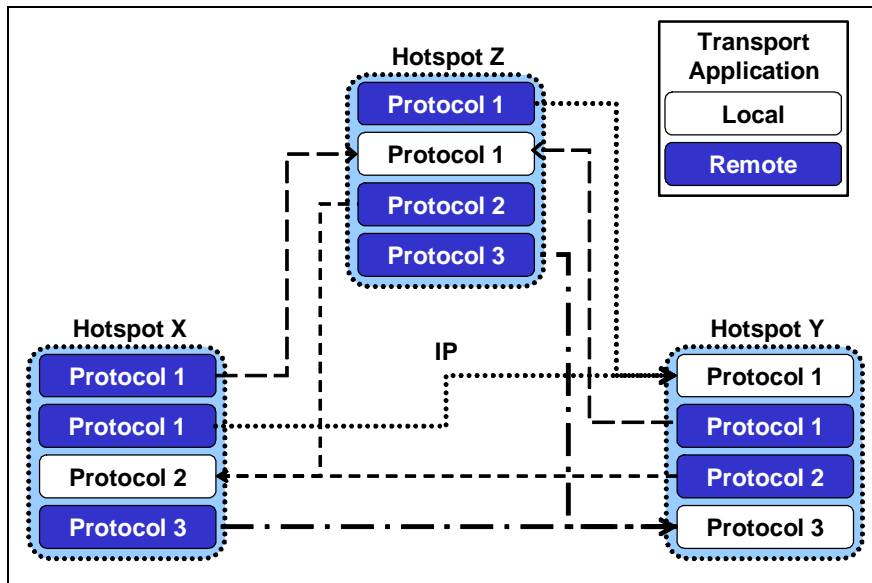 Hotspot Z
Protocol 1
Protocol 1
Protocol 2
Protocol 3
Transport
Application
Local
Remote
Hotspot X
Protocol 1
Protocol 1
Protocol 2
Protocol 3
IP
Hotspot Y
Protocol 1
Protocol 1
Protocol 2
Protocol 3